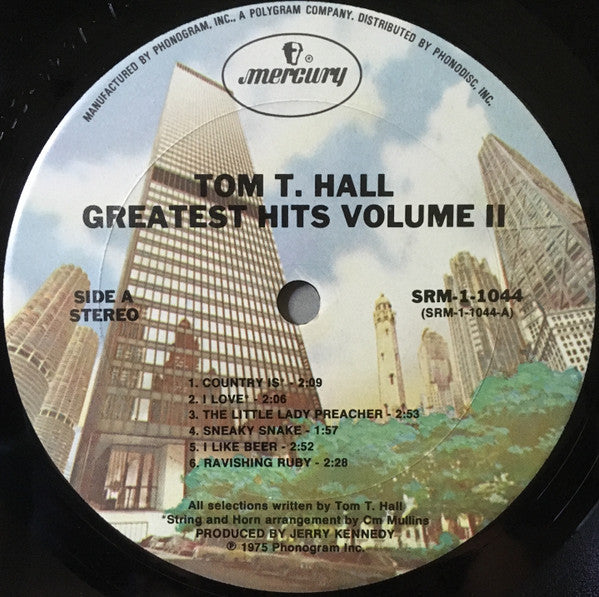 MANUFACTURED BY PHONOGRAM, INC., A POLYGRAM COMPANY. DISTRIBUTED BY PHONODISC, INC.
®
mercury
TOM T. HALL
GREATEST HITS VOLUME II
SIDE A
STEREO
SRM-1-1044
(SRM-1-1044-A)
1. COUNTRY IS* - 2:09
2. I LOVE* - 2:06
3. THE LITTLE LADY PREACHER - 2:53
4. SNEAKY SNAKE - 1:57
5. I LIKE BEER - 2:52
6. RAVISHING RUBY - 2:28
All selections written by Tom T. Hall
*String and Horn arrangement by Cm Mullins
PRODUCED BY JERRY KENNEDY
℗ 1975 Phonogram Inc.